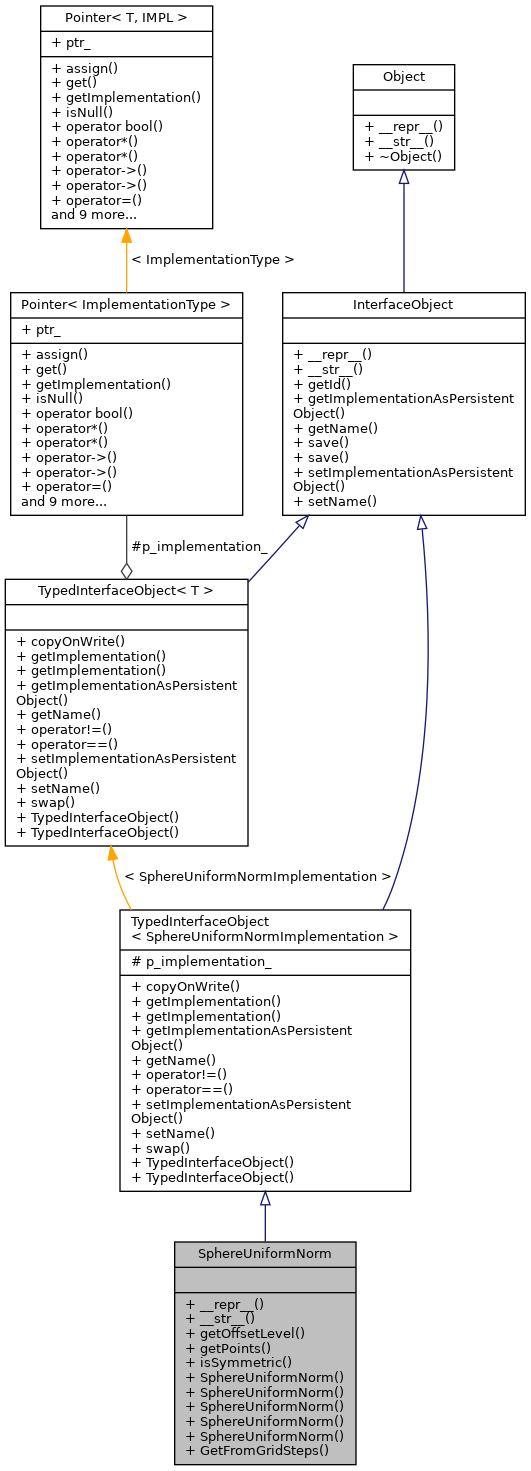 Pointer< T, IMPL >
+ ptr_
+ assign()
+ get()
+ getImplementation()
+ isNull()
+ operator bool()
+ operator*()
+ operator*()
+ operator->()
+ operator->()
+ operator=()
and 9 more...
Object
+ __repr__()
+ __str__()
+ ~Object()
< ImplementationType >
Pointer< ImplementationType >
+ ptr_
+ assign()
+ get()
+ getImplementation()
+ isNull()
+ operator bool()
+ operator*()
+ operator*()
+ operator->()
+ operator->()
+ operator=()
and 9 more...
InterfaceObject
+ __repr__()
+ __str__()
+ getId()
+ getImplementationAsPersistent
Object()
+ getName()
+ save()
+ save()
+ setImplementationAsPersistent
Object()
+ setName()
#p_implementation_
TypedInterfaceObject< T >
+ copyOnWrite()
+ getImplementation()
+ getImplementation()
+ getImplementationAsPersistent
Object()
+ getName()
+ operator!=()
+ operator==()
+ setImplementationAsPersistent
Object()
+ setName()
+ swap()
+ TypedInterfaceObject()
+ TypedInterfaceObject()
< SphereUniformNormImplementation >
TypedInterfaceObject
< SphereUniformNormImplementation >
# p_implementation_
+ copyOnWrite()
+ getImplementation()
+ getImplementation()
+ getImplementationAsPersistent
Object()
+ getName()
+ operator!=()
+ operator==()
+ setImplementationAsPersistent
Object()
+ setName()
+ swap()
+ TypedInterfaceObject()
+ TypedInterfaceObject()
SphereUniformNorm
+ __repr__()
+ __str__()
+ getOffsetLevel()
+ getPoints()
+ isSymmetric()
+ SphereUniformNorm()
+ SphereUniformNorm()
+ SphereUniformNorm()
+ SphereUniformNorm()
+ SphereUniformNorm()
+ GetFromGridSteps()